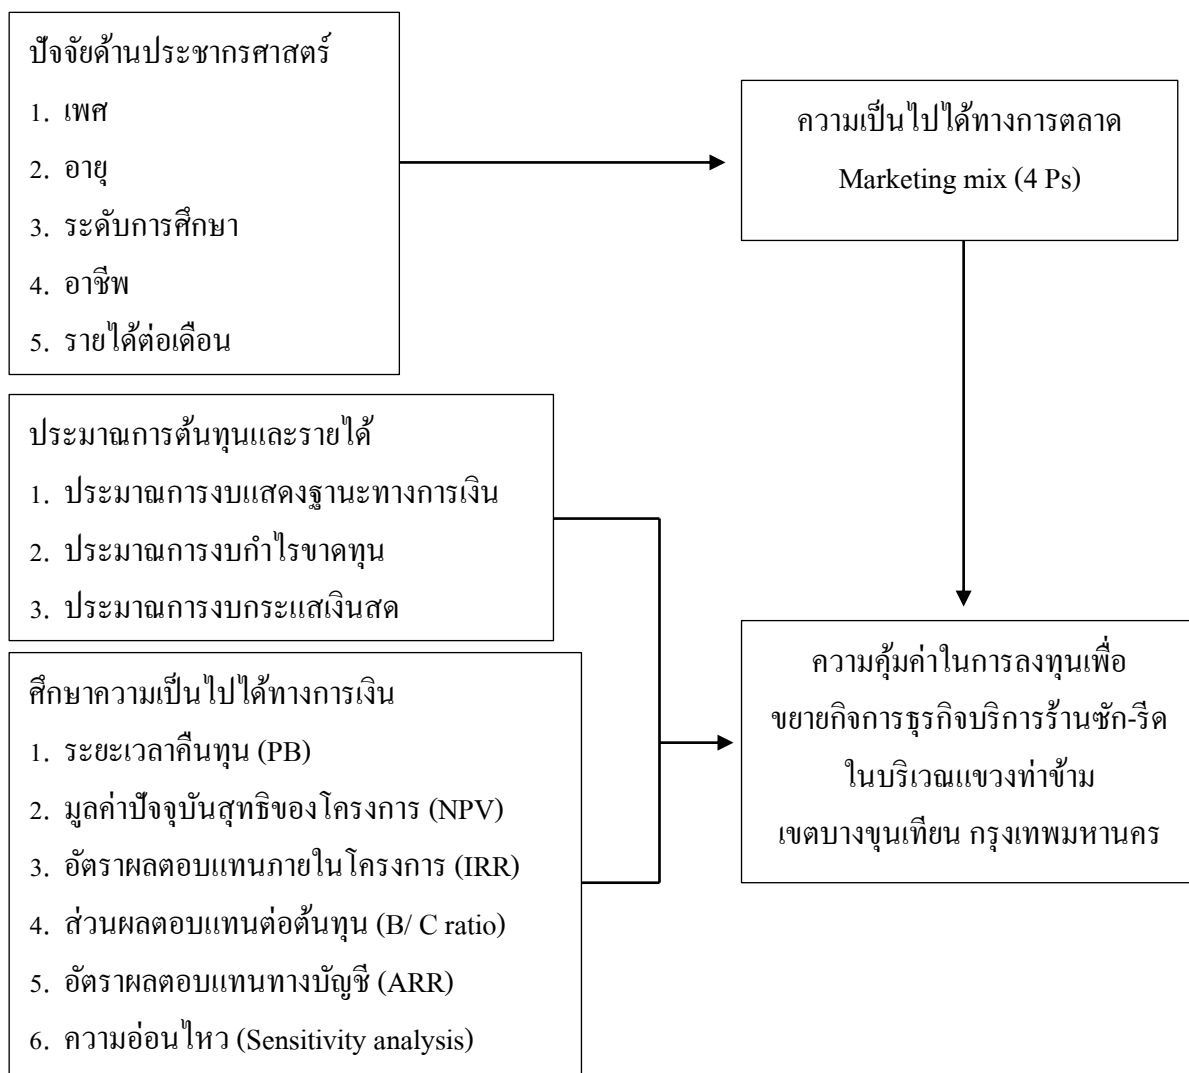 ปัจจัยด้านประชากรศาสตร์
1. เพศ
2. อายุ
3. ระดับการศึกษา
4. อาชีพ
5. รายได้ต่อเดือน
ความเป็นไปได้ทางการตลาด
Marketing mix (4 Ps)
ประมาณการต้นทุนและรายได้
1. ประมาณการงบแสดงฐานะทางการเงิน
2. ประมาณการงบกำไรขาดทุน
3. ประมาณการงบกระแสเงินสด
ศึกษาความเป็นไปได้ทางการเงิน
1. ระยะเวลาคืนทุน (PB)
2. มูลค่าปัจจุบันสุทธิของโครงการ (NPV)
3. อัตราผลตอบแทนภายในโครงการ (IRR)
4. ส่วนผลตอบแทนต่อต้นทุน (B/ C ratio)
5. อัตราผลตอบแทนทางบัญชี (ARR)
6. ความอ่อนไหว (Sensitivity analysis)
ความคุ้มค่าในการลงทุนเพื่อ
ขยายกิจการธุรกิจบริการร้านซัก-รีด
ในบริเวณแขวงท่าข้าม
เขตบางขุนเทียน กรุงเทพมหานคร